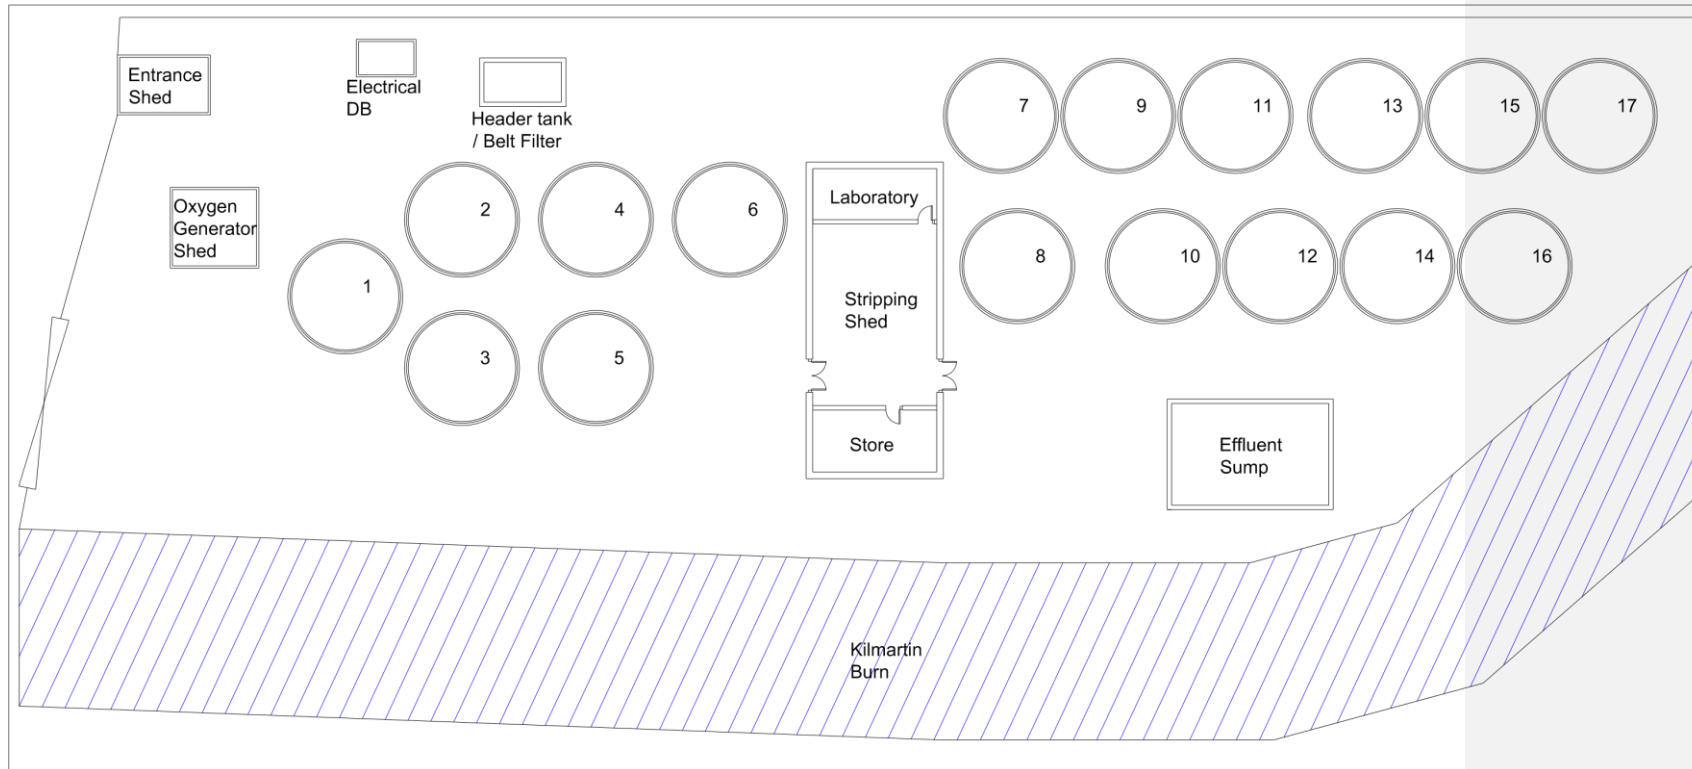 Entrance
Shed
Electrical
DB
Header tank
/ Belt Filter
7
9
11
13
15
17
Oxygen
Generator
Shed
2
4
6
Laboratory
1
8
10
12
14
16
Stripping
Shed
3
5
Store
Effluent
Sump
Kilmartin
Burn